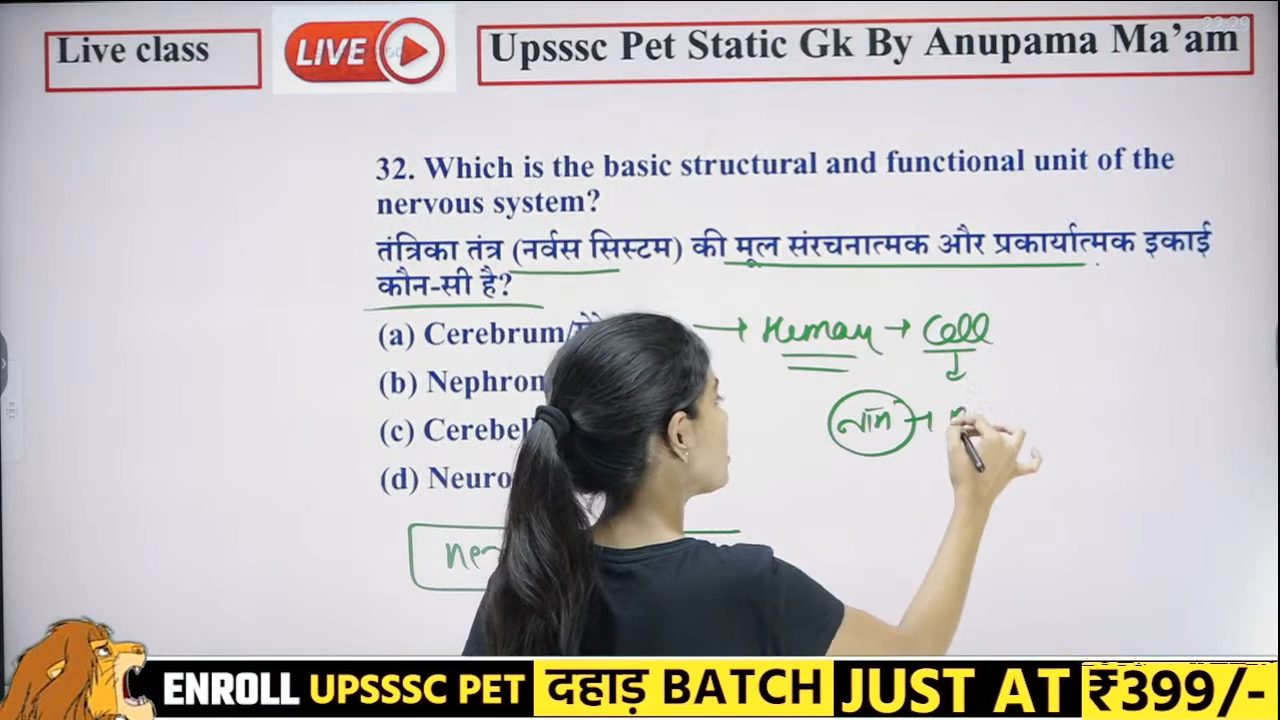 Live class
LIVE
Upsssc Pet Static Gk By Anupama Ma’am
22:29
32. Which is the basic structural and functional unit of the
nervous system?
तंत्रिका तंत्र (नर्वस सिस्टम) की मूल संरचनात्मक और प्रकार्यात्मक इकाई
कौन-सी है?
(a) Cerebrum/
(b) Nephron
(c) Cerebel
(d) Neuro
Human → Cell
ENROLL UPSSSC PET दहाड़ BATCH JUST AT ₹399/-